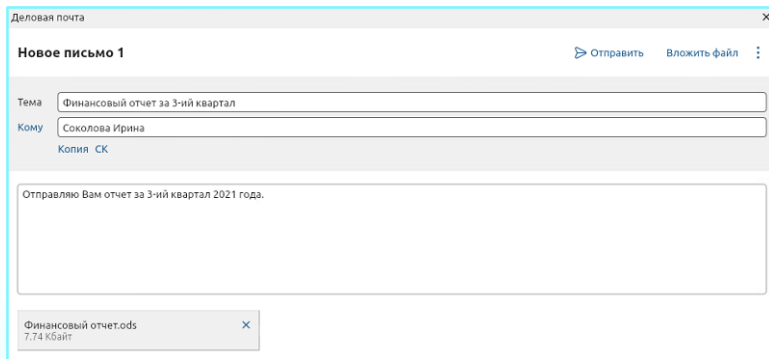 Деловая почта
Новое письмо 1
Отправить Вложить файл
Тема Финансовый отчет за 3-ий квартал
Кому Соколова Ирина
Копия СК
Отправляю Вам отчет за 3-ий квартал 2021 года.
Финансовый отчет.ods
7.74 Кбайт